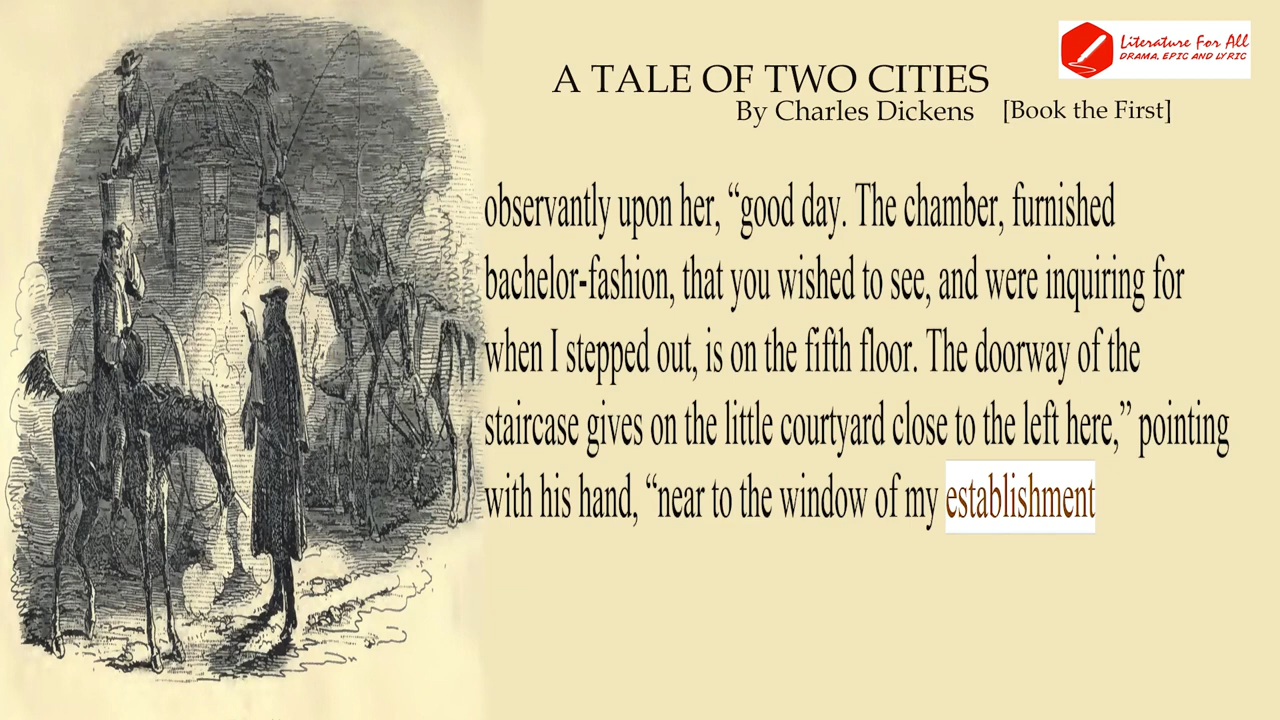 Literature For All
DRAMA, EPIC AND LYRIC
A TALE OF TWO CITIES
By Charles Dickens [Book the First]
observantly upon her, “good day. The chamber, furnished
bachelor-fashion, that you wished to see, and were inquiring for
when I stepped out, is on the fifth floor. The doorway of the
staircase gives on the little courtyard close to the left here,” pointing
with his hand, “near to the window of my establishment